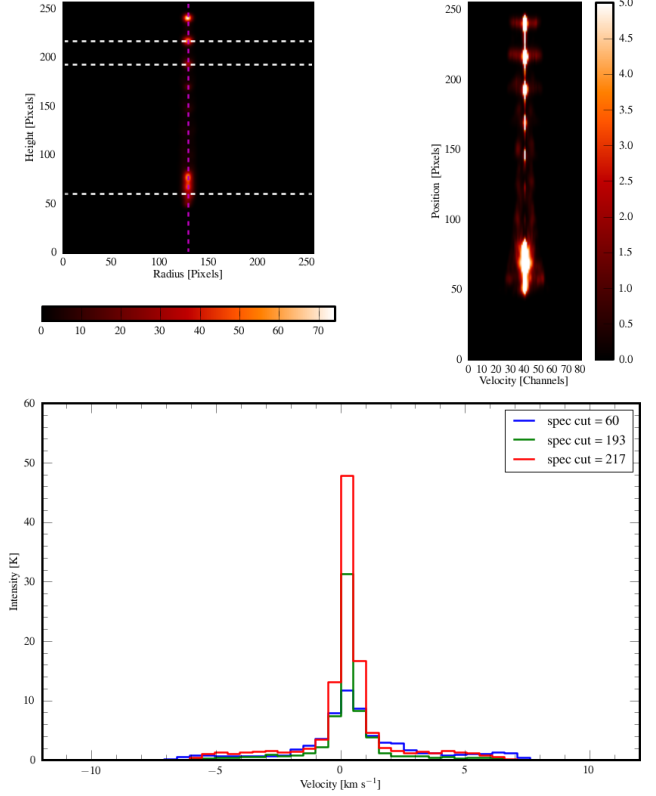 250
200
150
100
50
0
Height [Pixels]
0 50 100 150 200 250
Radius [Pixels]
0 10 20 30 40 50 60 70
250
200
150
100
50
0
Position [Pixels]
0 10 20 30 40 50 60 70 80
Velocity [Channels]
5.0
4.5
4.0
3.5
3.0
2.5
2.0
1.5
1.0
0.5
0.0
60
50
40
30
20
10
0
Intensity [K]
spec cut = 60
spec cut = 193
spec cut = 217
−10 −5 0 5 10
Velocity [km s⁻¹]